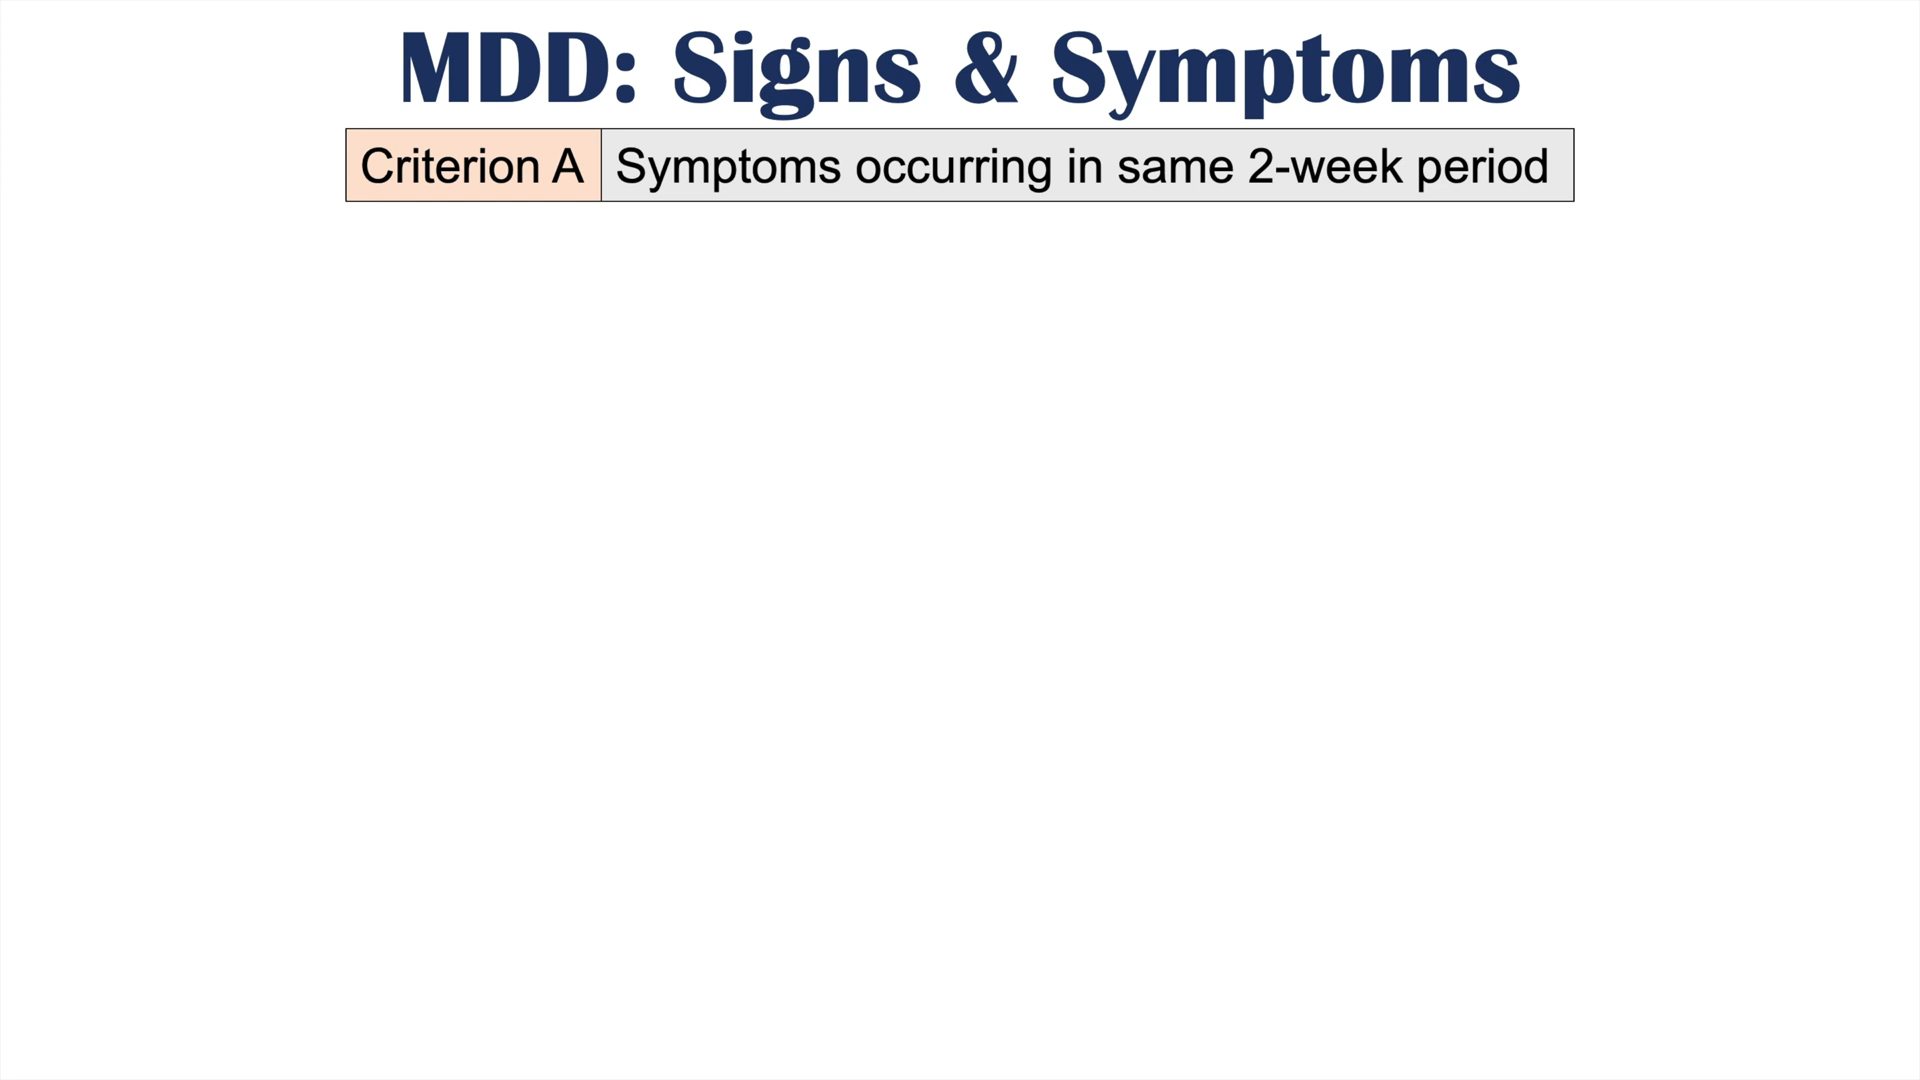 MDD: Signs & Symptoms
Criterion A Symptoms occurring in same 2-week period